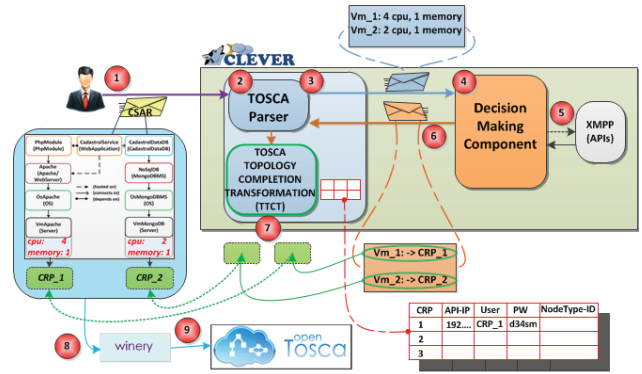 Vm_1: 4 cpu, 1 memory
Vm_2: 2 cpu, 1 memory
CLEVER
1
2
3
4
5
6
CSAR
TOSCA
Parser
Decision
Making
Component
XMPP
(APIs)
TOSCA
TOPOLOGY
COMPLETION
TRANSFORMATION
(TTCT)
7
PhpModule
(PhpModule)
CadastralService
(WebApplication)
CadastralDataDB
(CadastralDataDB)
Apache
(Apache/
WebServer)
NoSqlDB
(MongoDBMS)
(hosted on)
(connects to)
(depends on)
OsApache
(OS)
OsMongoDBMS
(OS)
VmApache
(Server)
VmMongoDB
(Server)
cpu: 4
memory: 1
cpu: 2
memory: 1
CRP_1
CRP_2
Vm_1: -> CRP_1
Vm_2: -> CRP_2
8
winery
9
open
Tosca
CRP API-IP User PW NodeType-ID
1 192.... CRP_1 d34sm
2
3